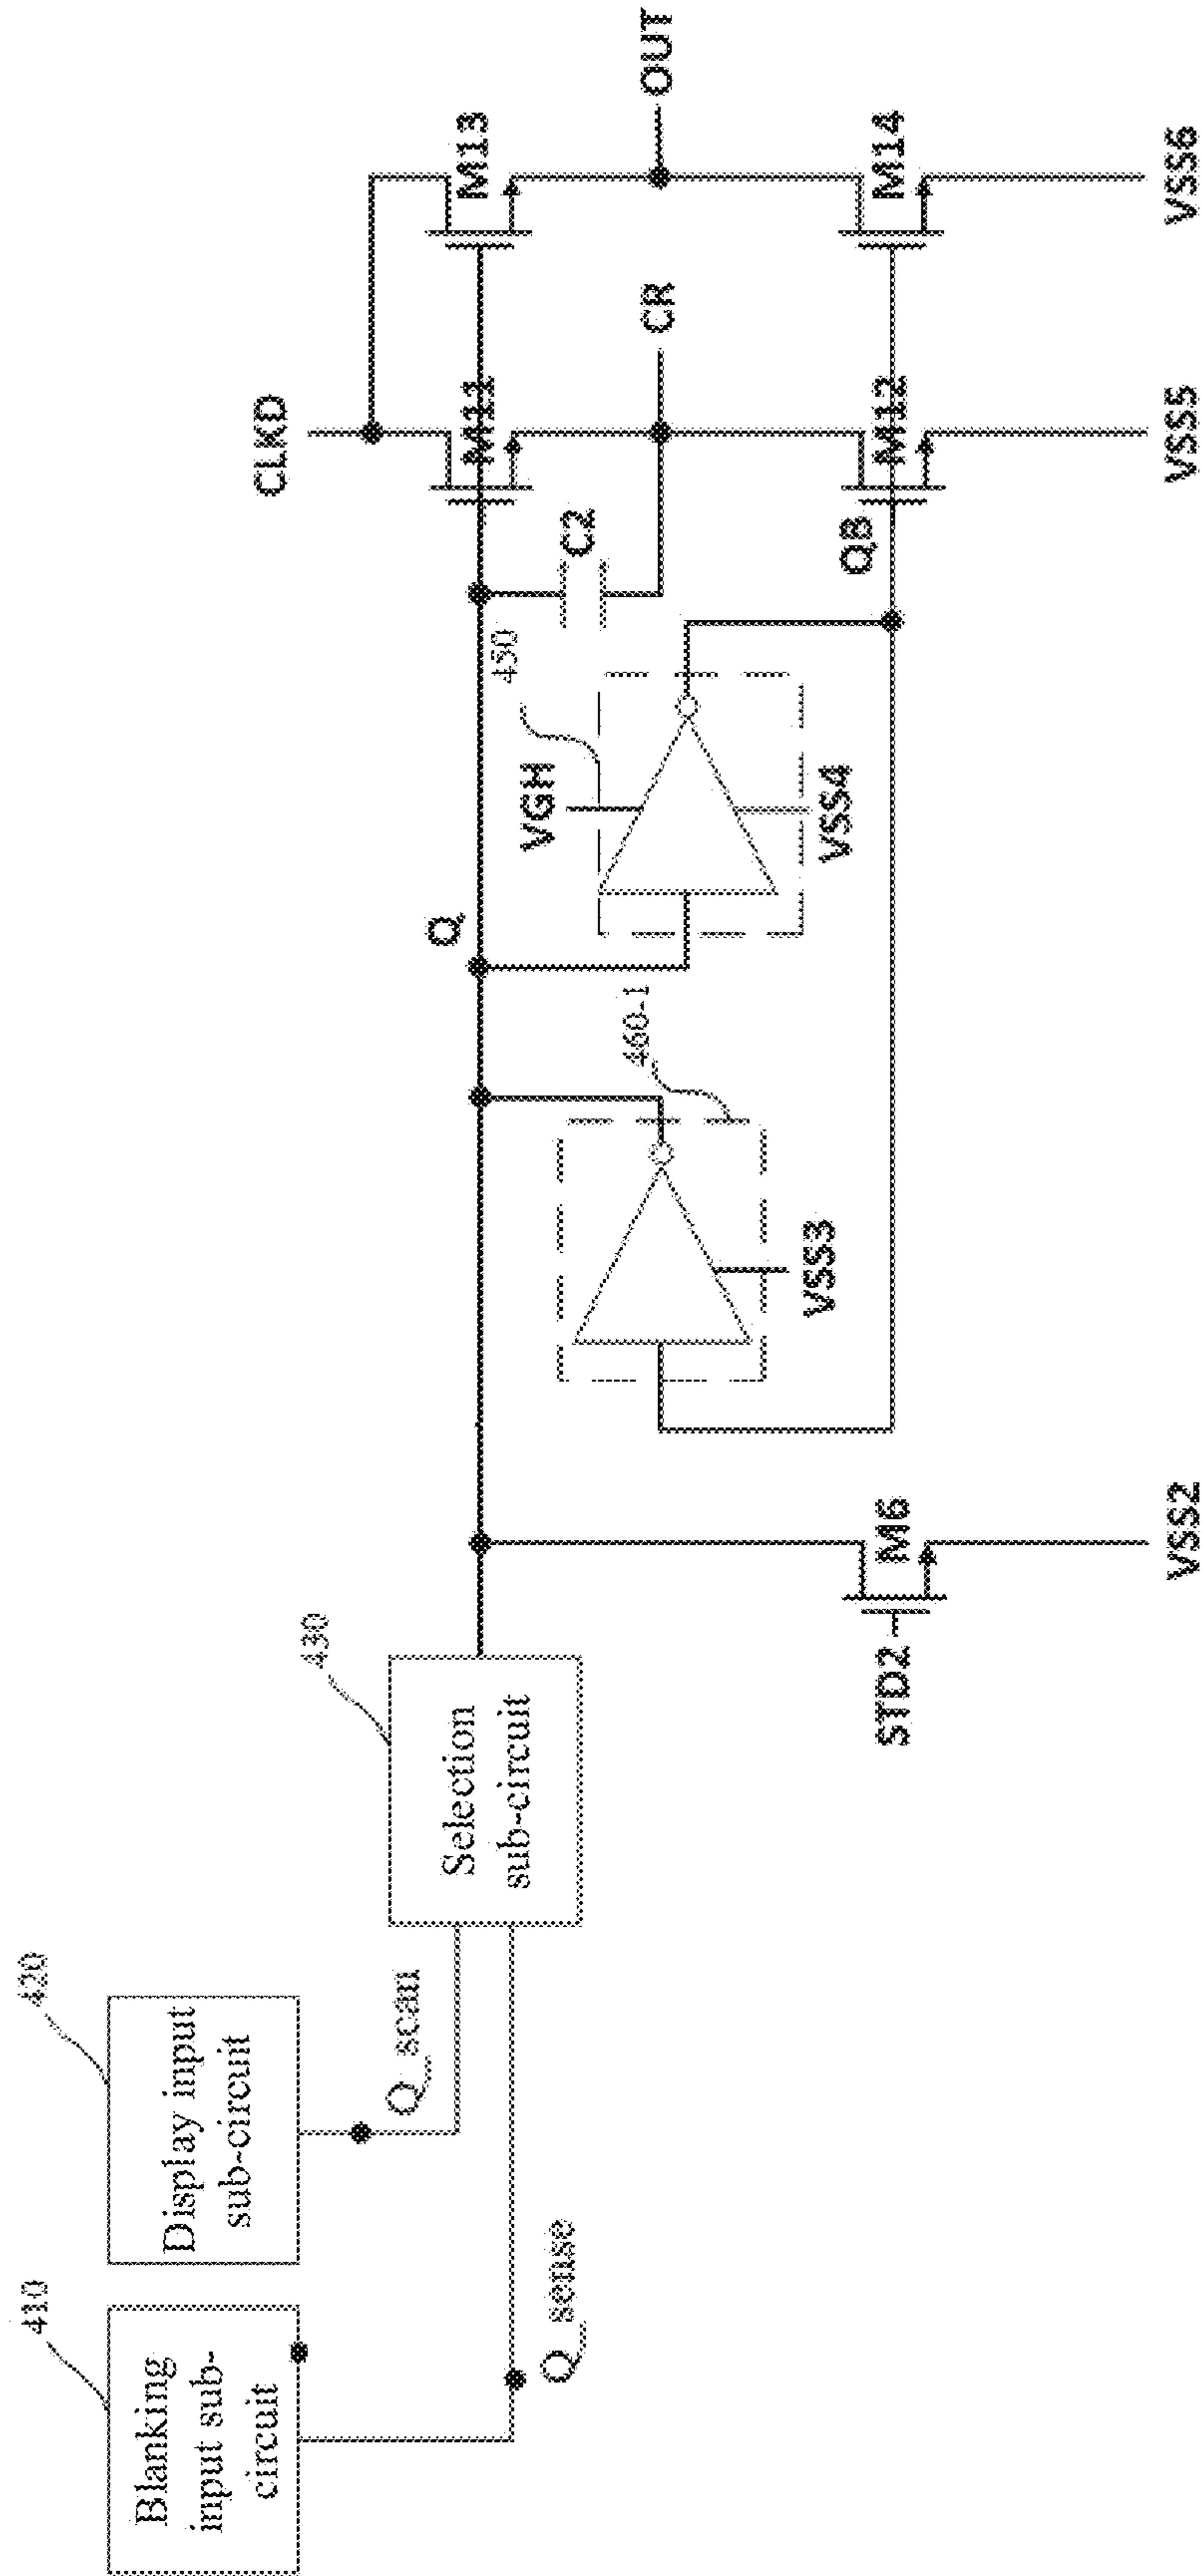 410
Blanking
input sub-
circuit
420
Display input
sub-circuit
Q_sense
Q_scan
430
Selection
sub-circuit
STD2
M6
VSS2
460-1
VSS3
Q
VGH
450
VSS4
C2
QB
CLKD
M11
CR
M12
VSS5
M13
OUT
M14
VSS6